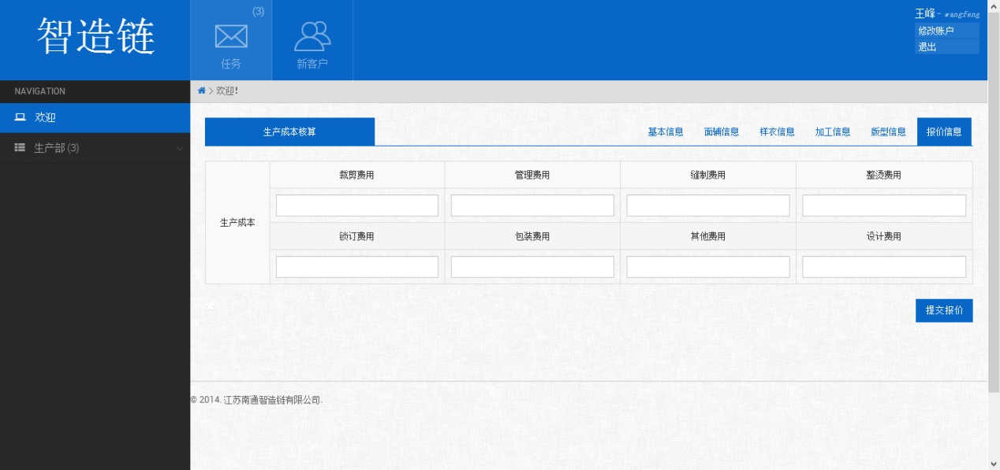 智造链
(3)
任务
新客户
王峰 - wangfeng
修改账户
退出
NAVIGATION
欢迎
生产部 (3)
> 欢迎!
生产成本核算
基本信息 面辅信息 样衣信息 加工信息 版型信息 报价信息
生产成本
裁剪费用 管理费用 缝制费用 整烫费用
锁订费用 包装费用 其他费用 设计费用
提交报价
© 2014. 江苏南通智造链有限公司.